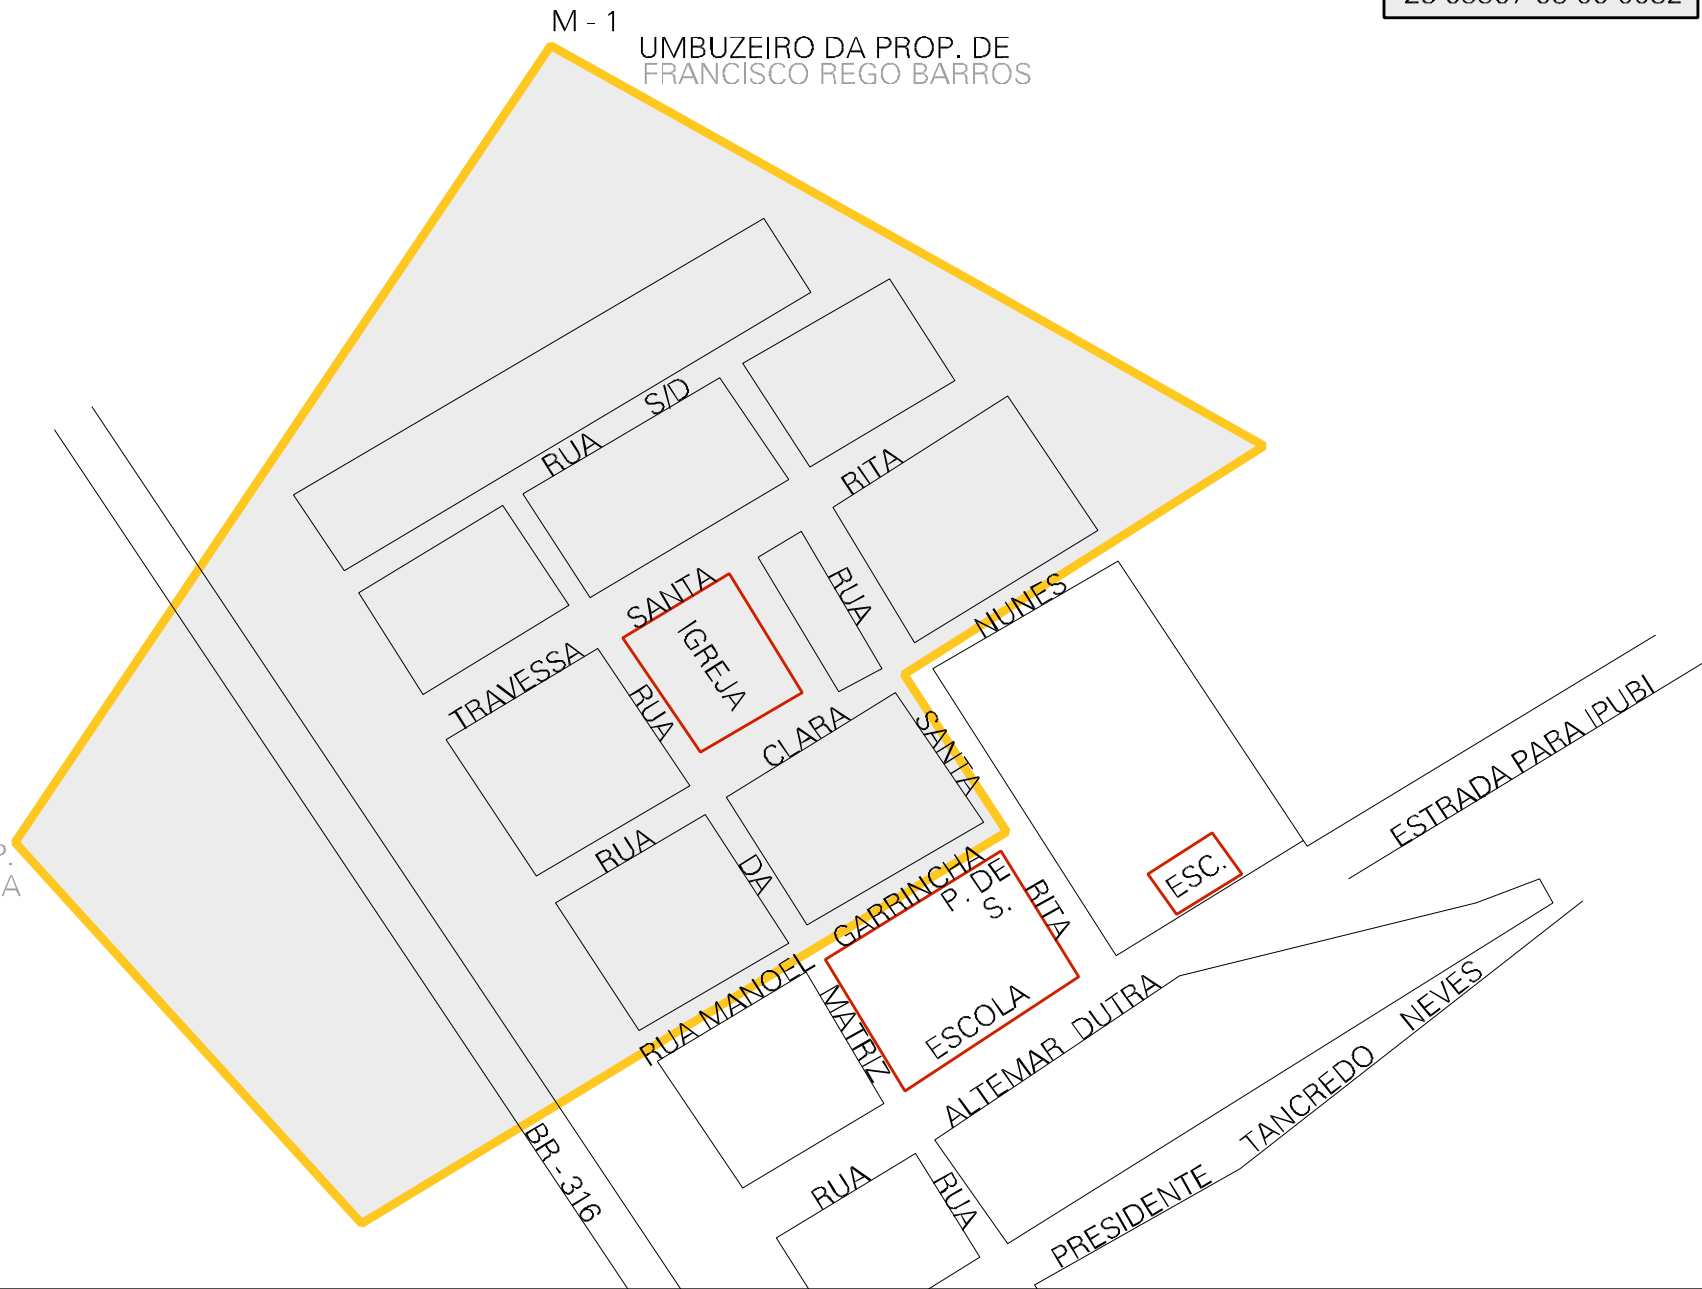 M - 1
UMBUZEIRO DA PROP. DE
FRANCISCO REGO BARROS
RUA S/D
RITA
SANTA
TRAVESSA
IGREJA
RUA
RUA
NUNES
CLARA
RUA
SANTA
DA
GARRINCHA
RUA MANOEL
P. DE
S.
RITA
MATRIZ
ESCOLA
ESC.
ESTRADA PARA IPUBI
ALTEMAR DUTRA
RUA
RUA
PRESIDENTE TANCREDO NEVES
BR - 316